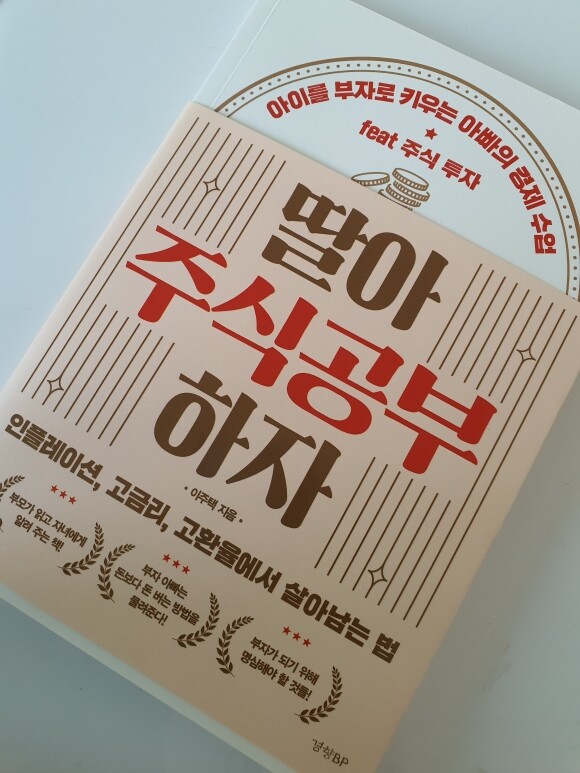 아이를 부자로 키우는 아빠의 경제 수업
feat 주식 투자
딸아
주식공부
하자
이주택 지음
인플레이션, 고금리, 고환율에서 살아남는 법
부모가 읽고 자녀에게
알려 주는 책!
부자 아빠는
돈보다 돈 버는 방법을
물려준다!
부자가 되기 위해
명심해야 할 것들!
경향BP